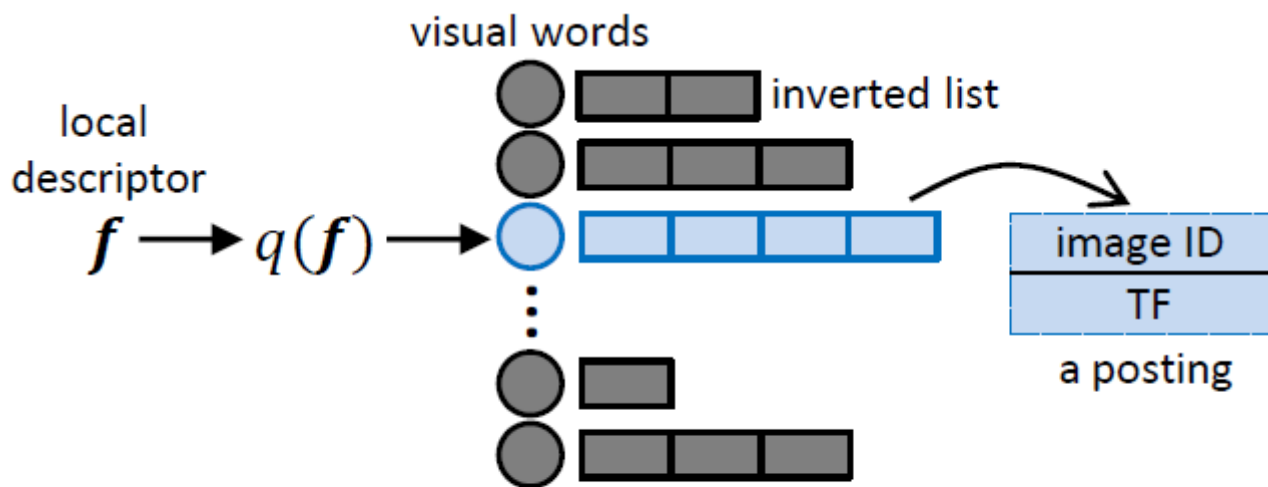 visual words
inverted list
local
descriptor
f
q(f)
image ID
TF
a posting